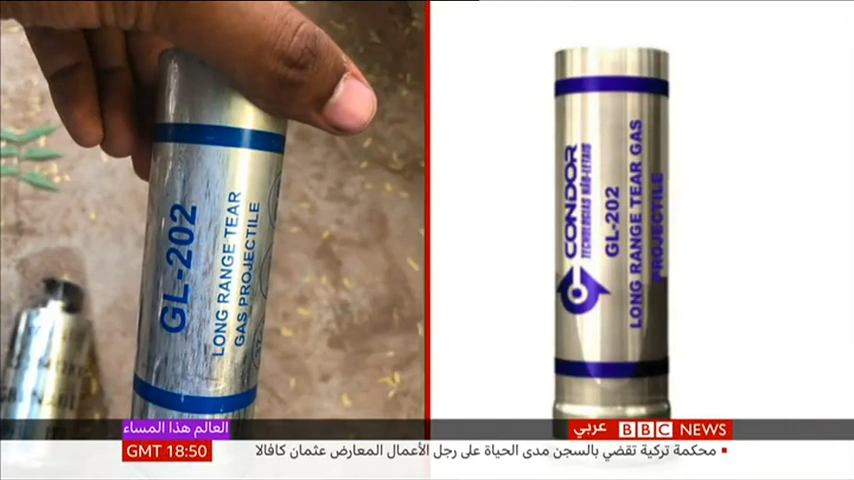 GL-202
LONG RANGE TEAR
GAS PROJECTILE
CONDOR
TECNOLOGIAS NÃO-LETAIS
GL-202
LONG RANGE TEAR GAS
PROJECTILE
العالم هذا المساء
عربي BBC NEWS
GMT 18:50
محكمة تركية تقضي بالسجن مدى الحياة على رجل الأعمال المعارض عثمان كافالا